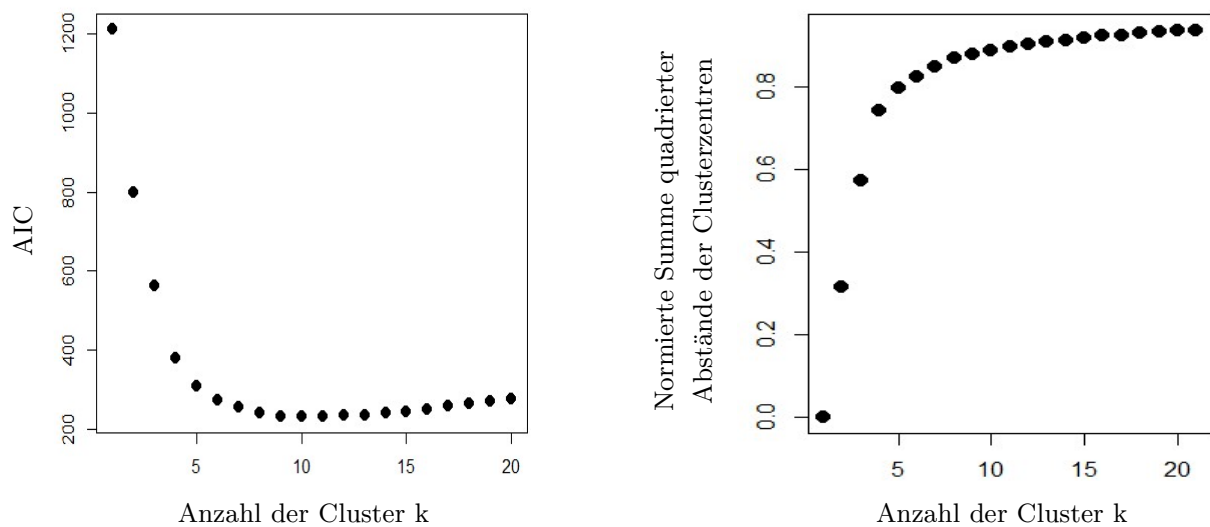 AIC
1200
1000
800
600
400
200
5 10 15 20
Anzahl der Cluster k
Normierte Summe quadrierter
Abstände der Clusterzentren
0.8
0.6
0.4
0.2
0.0
5 10 15 20
Anzahl der Cluster k